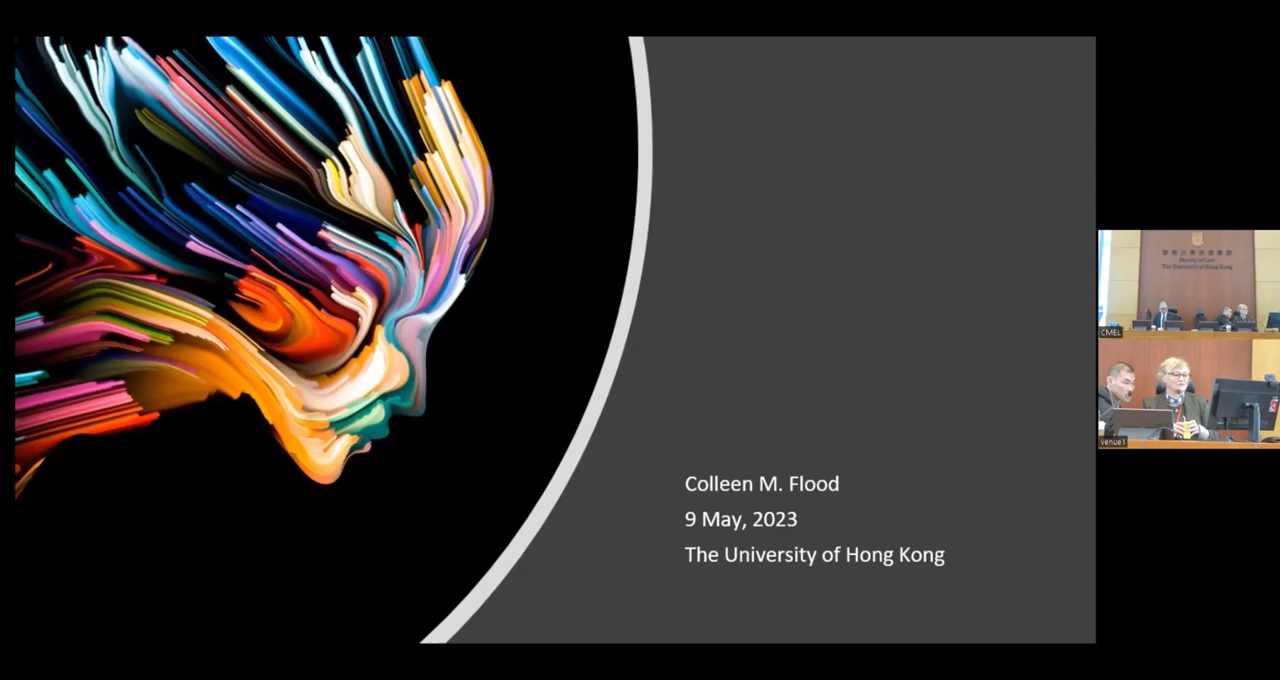 Colleen M. Flood
9 May, 2023
The University of Hong Kong
Faculty of Law
The University of Hong Kong
CMEL
Venue1